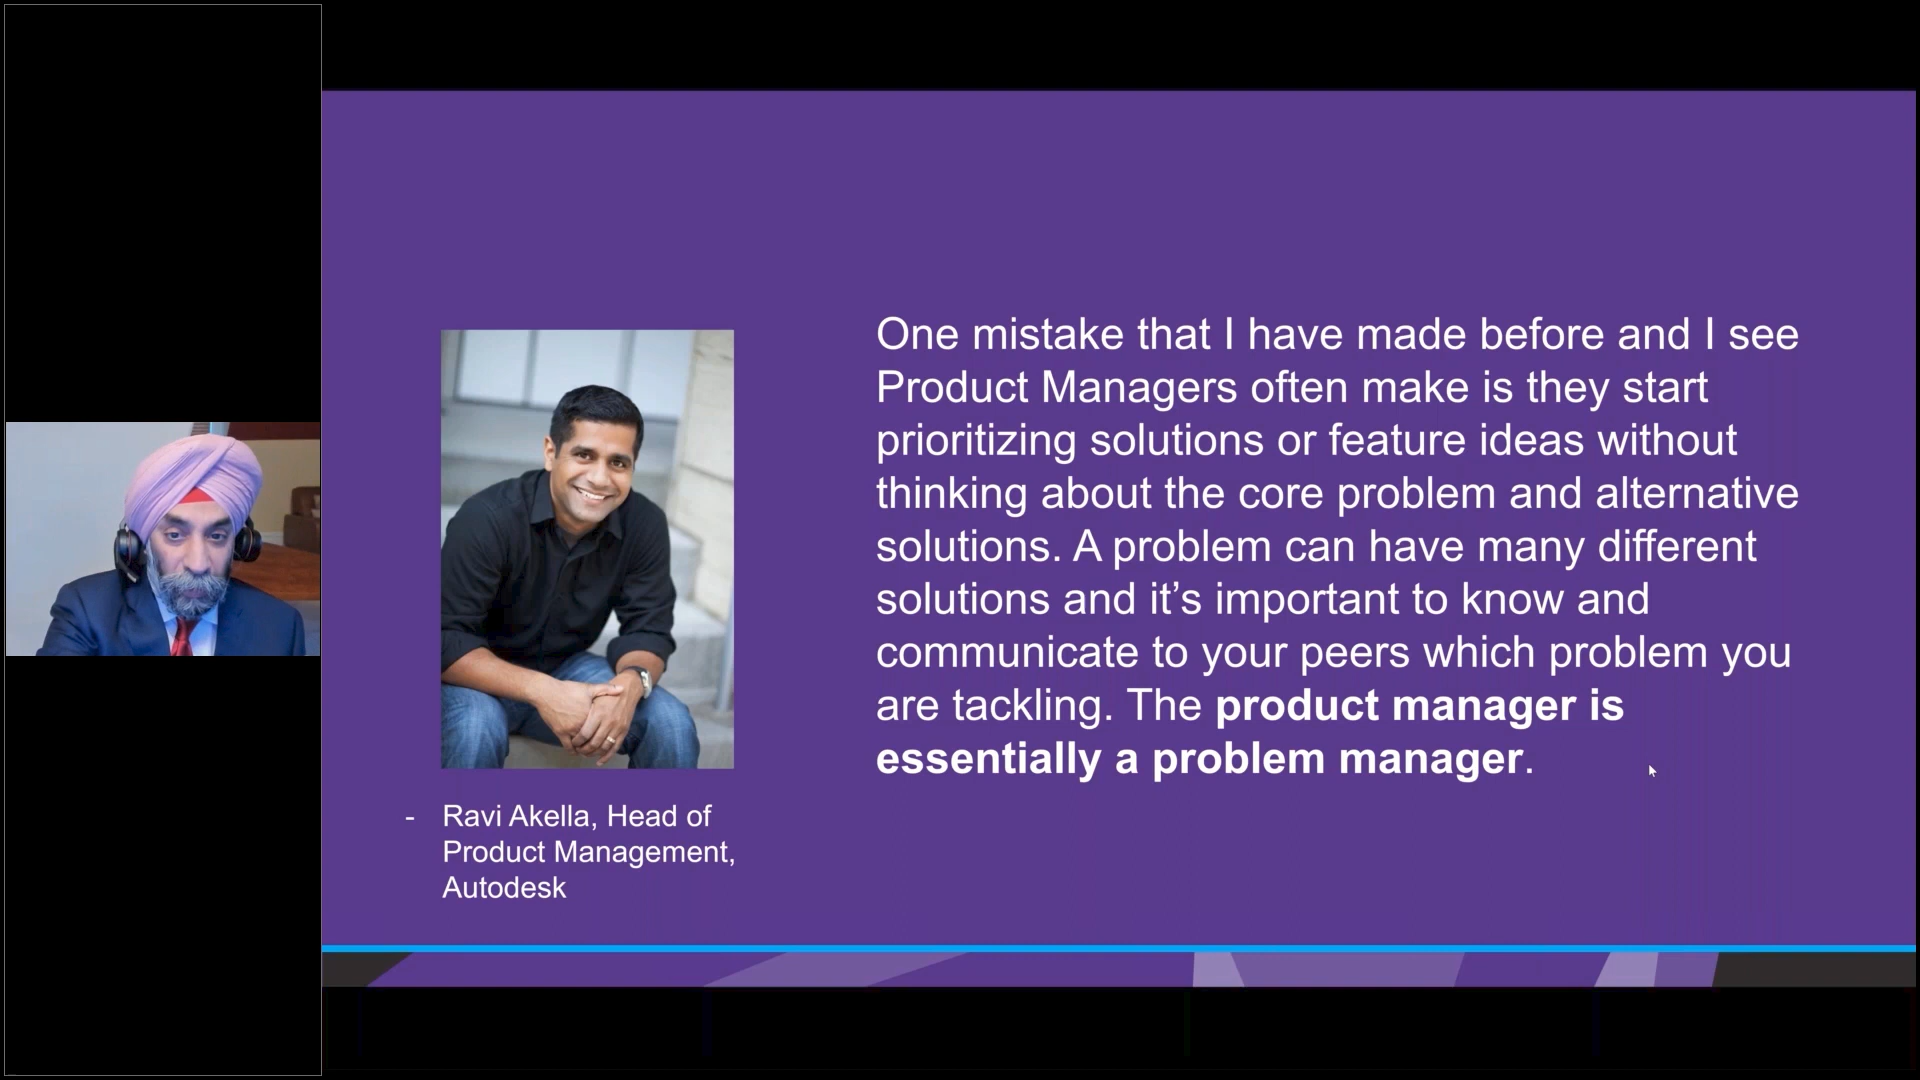 One mistake that I have made before and I see
Product Managers often make is they start
prioritizing solutions or feature ideas without
thinking about the core problem and alternative
solutions. A problem can have many different
solutions and it’s important to know and
communicate to your peers which problem you
are tackling. The product manager is
essentially a problem manager.
- Ravi Akella, Head of
Product Management,
Autodesk